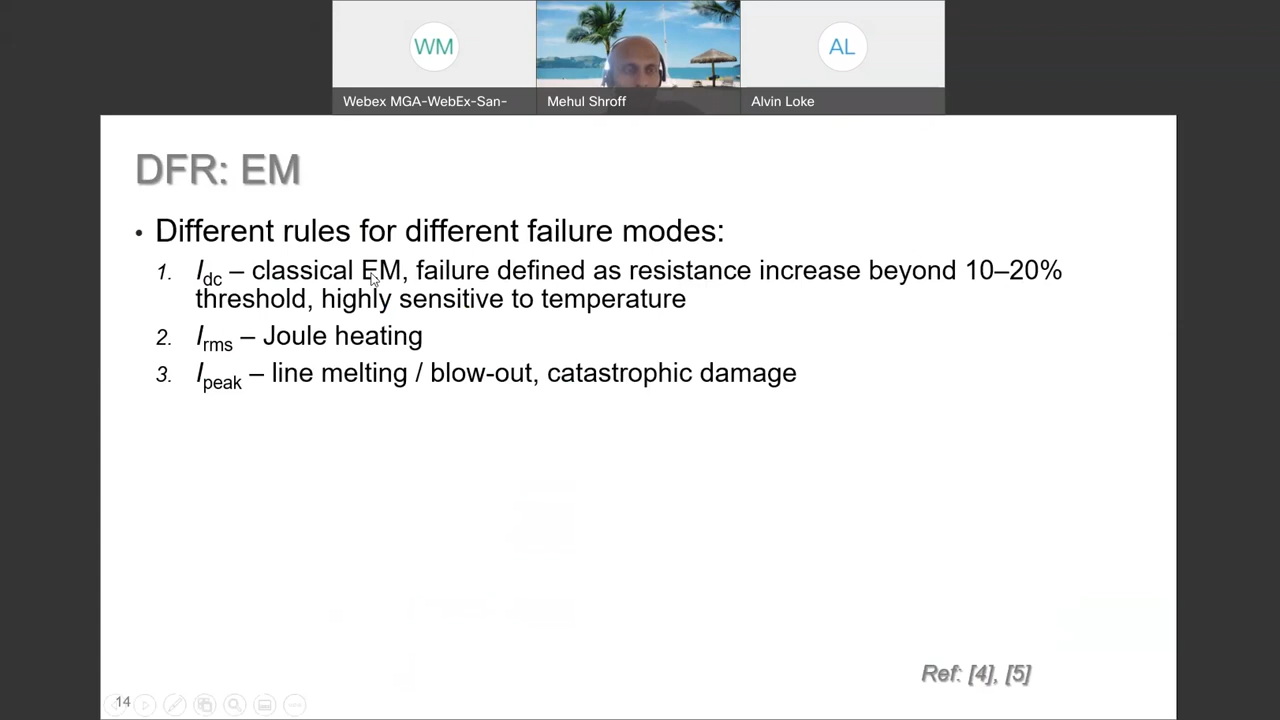 WM
AL
Webex MGA-WebEx-San-
Mehul Shroff
Alvin Loke
DFR: EM
• Different rules for different failure modes:
1. Idc – classical EM, failure defined as resistance increase beyond 10–20%
threshold, highly sensitive to temperature
2. Irms – Joule heating
3. Ipeak – line melting / blow-out, catastrophic damage
Ref: [4], [5]
14